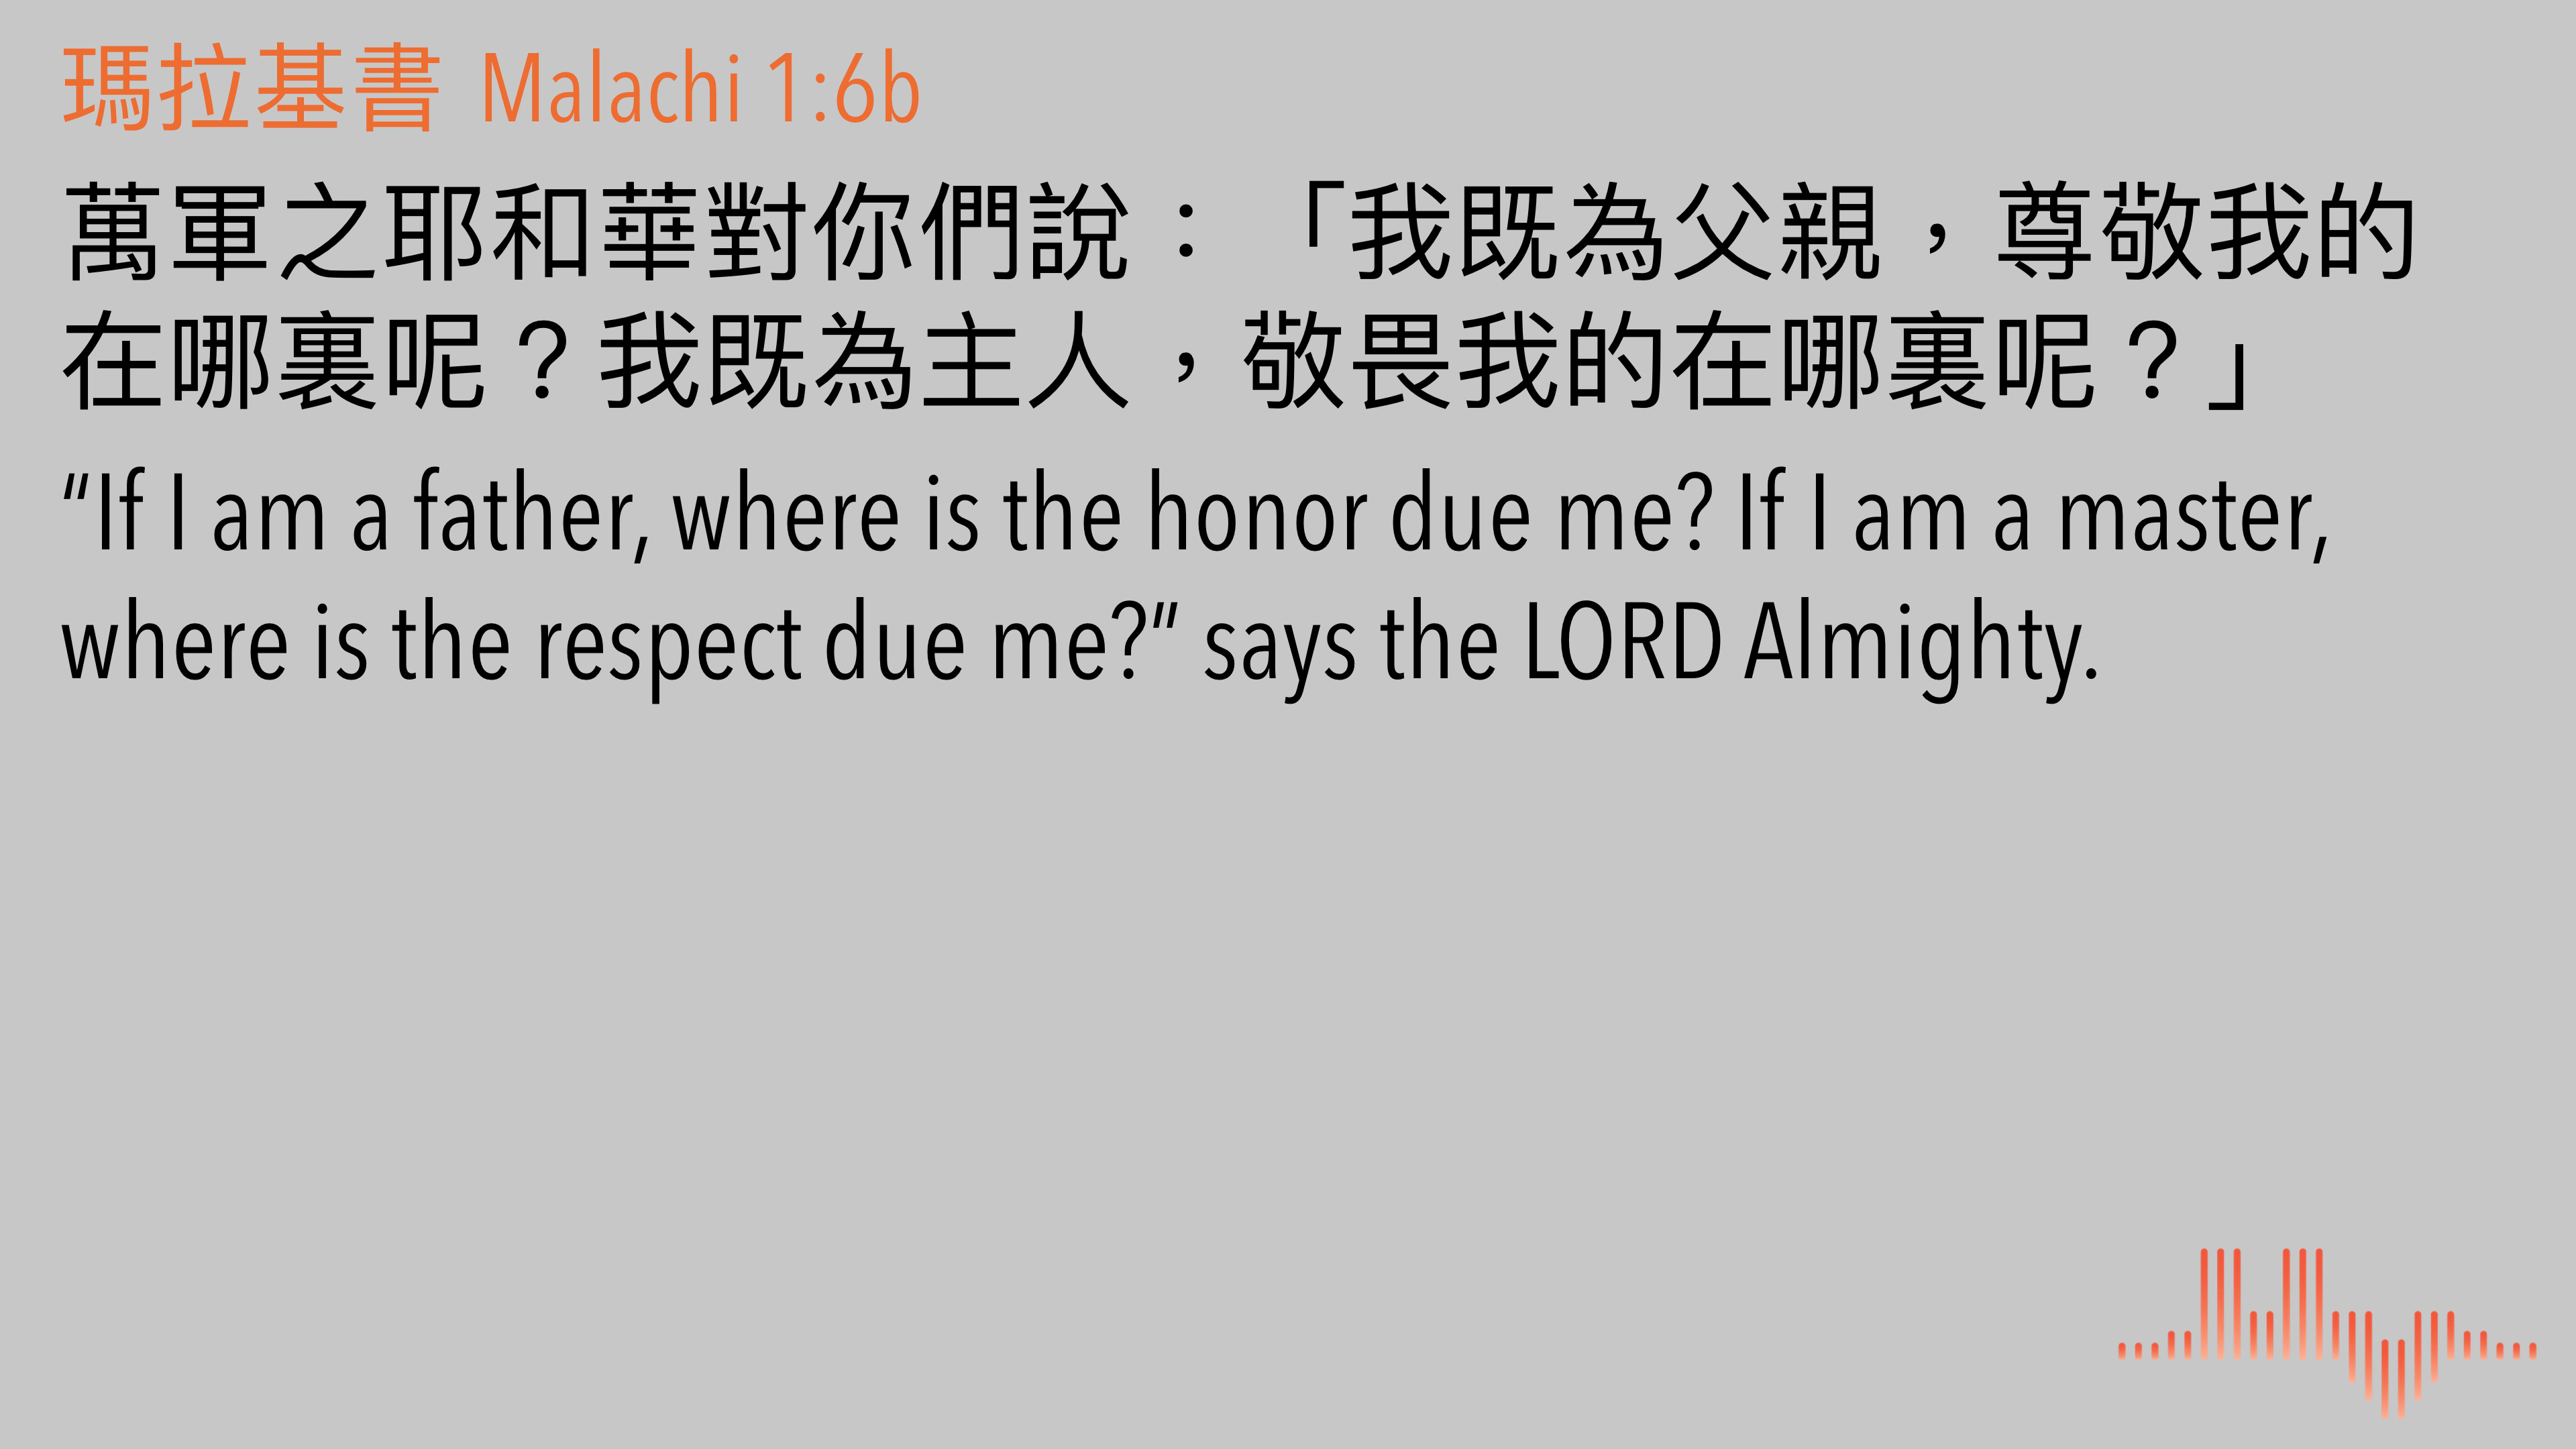 瑪拉基書 Malachi 1:6b
萬軍之耶和華對你們說：「我既為父親，尊敬我的
在哪裏呢？我既為主人，敬畏我的在哪裏呢？」
“If I am a father, where is the honor due me? If I am a master,
where is the respect due me?” says the LORD Almighty.